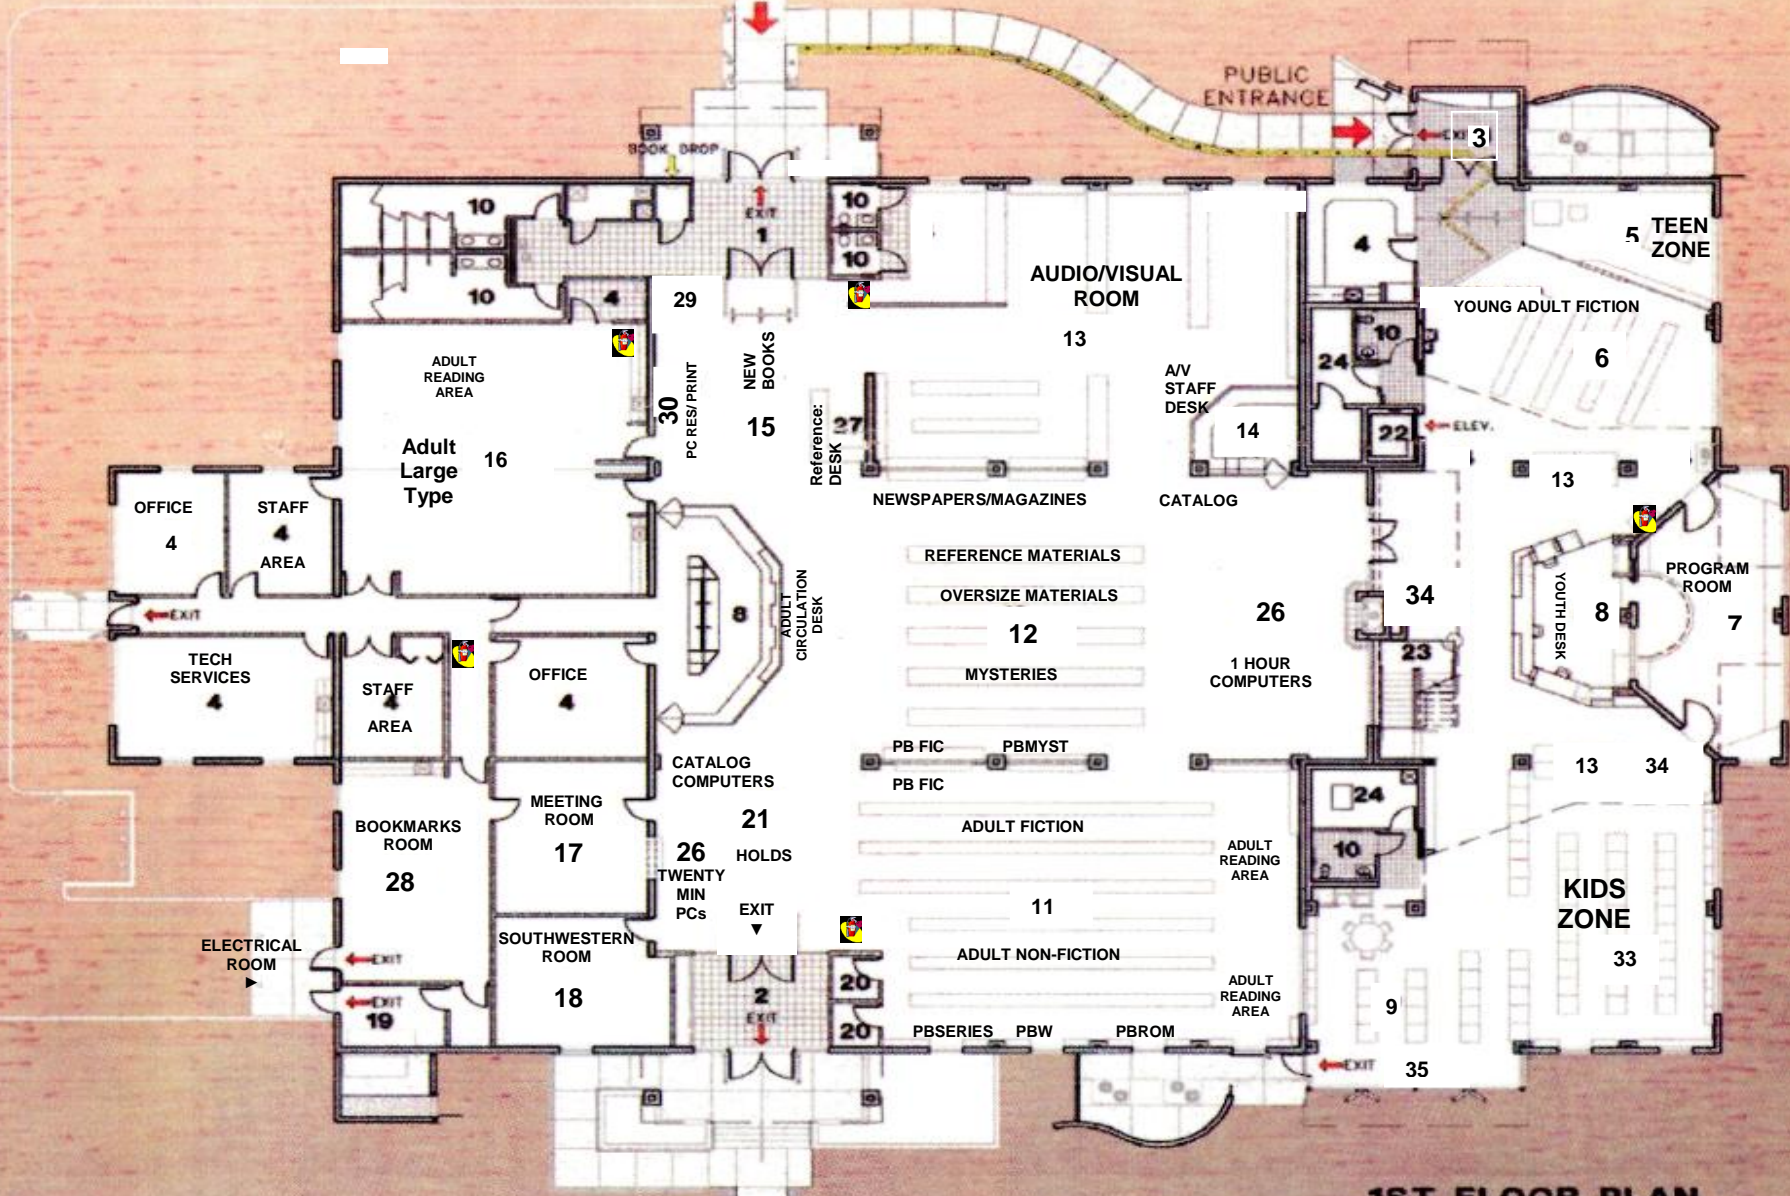 PUBLIC
ENTRANCE
EXIT
3
BOOK DROP
10
EXIT
1
10
10
10
4
29
AUDIO/VISUAL
ROOM
13
4
5
TEEN
ZONE
YOUNG ADULT FICTION
6
10
24
22
ELEV.
ADULT
READING
AREA
Adult
Large
Type
16
30
PC RES/ PRINT
NEW
BOOKS
15
Reference:
DESK
27
A/V
STAFF
DESK
14
NEWSPAPERS/MAGAZINES
CATALOG
13
OFFICE
4
STAFF
4
AREA
EXIT
8
ADULT
CIRCULATION
DESK
REFERENCE MATERIALS
OVERSIZE MATERIALS
12
MYSTERIES
26
1 HOUR
COMPUTERS
34
23
YOUTH DESK
8
PROGRAM
ROOM
7
TECH
SERVICES
4
STAFF
4
AREA
OFFICE
4
PB FIC
PBMYST
PB FIC
CATALOG
COMPUTERS
21
HOLDS
26
TWENTY
MIN
PCs
EXIT
▼
MEETING
ROOM
17
BOOKMARKS
ROOM
28
ADULT FICTION
ADULT
READING
AREA
11
ADULT NON-FICTION
ADULT
READING
AREA
24
10
13
34
KIDS
ZONE
33
9
ELECTRICAL
ROOM
►
EXIT
EXIT
19
SOUTHWESTERN
ROOM
18
2
EXIT
20
20
PBSERIES
PBW
PBROM
EXIT
35
1ST FLOOR PLAN